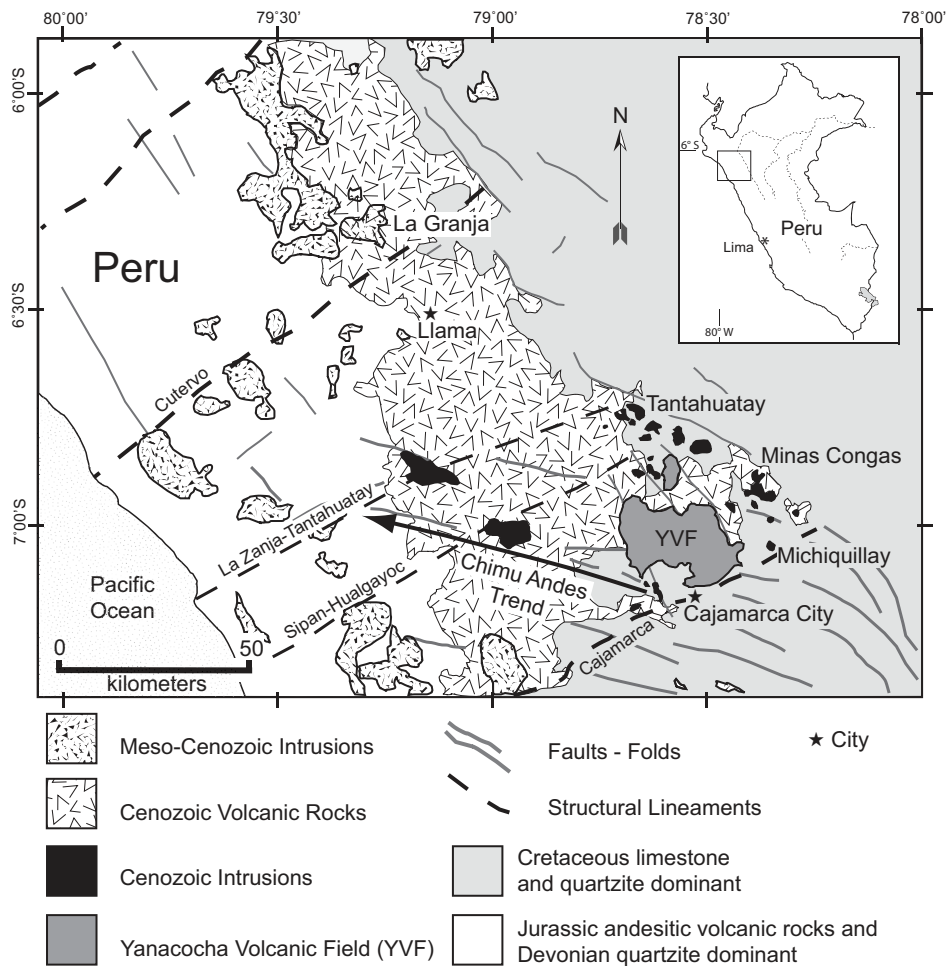 80°00'
79°30'
79°00'
78°30'
78°00'
6°00'S
6°30'S
7°00'S
N
6° S
Peru
Lima
*
80° W
La Granja
Peru
Llama
Cutervo
Tantahuatay
Minas Congas
La Zanja-Tantahuatay
YVF
Michiquillay
Sipan-Hualgayoc
Chimu Andes
Trend
Pacific
Ocean
Cajamarca City
Cajamarca
0
50
kilometers
Meso-Cenozoic Intrusions
Cenozoic Volcanic Rocks
Cenozoic Intrusions
Yanacocha Volcanic Field (YVF)
Faults - Folds
★ City
Structural Lineaments
Cretaceous limestone
and quartzite dominant
Jurassic andesitic volcanic rocks and
Devonian quartzite dominant